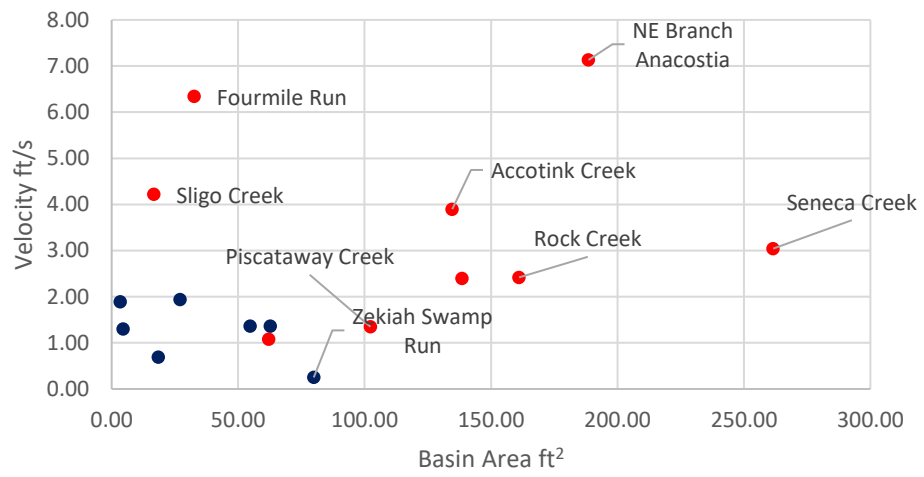 8.00
7.00
6.00
5.00
4.00
3.00
2.00
1.00
0.00
Velocity ft/s
NE Branch
Anacostia
Fourmile Run
Sligo Creek
Accotink Creek
Seneca Creek
Rock Creek
Piscataway Creek
Zekiah Swamp
Run
0.00 50.00 100.00 150.00 200.00 250.00 300.00
Basin Area ft²